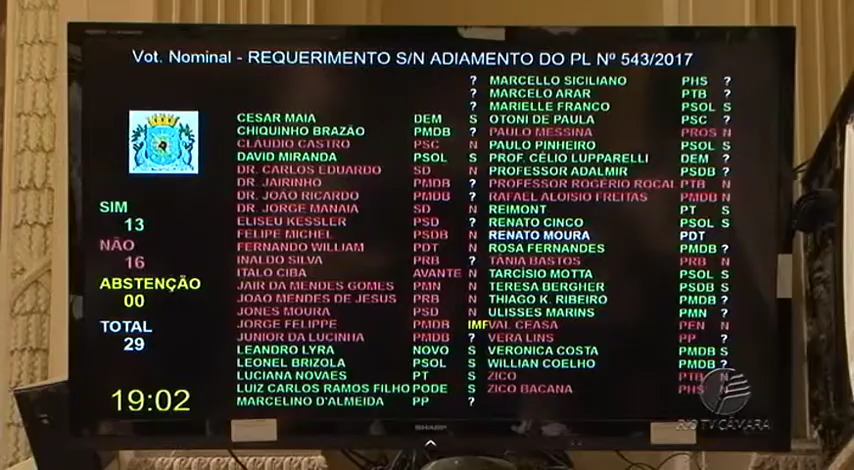 Vot. Nominal - REQUERIMENTO S/N ADIAMENTO DO PL Nº 543/2017
? MARCELLO SICILIANO PHS ?
? MARCELO ARAR PTB ?
? MARIELLE FRANCO PSOL S
CESAR MAIA DEM S OTONI DE PAULA PSC ?
CHIQUINHO BRAZÃO PMDB ? PAULO MESSINA PROS N
CLAUDIO CASTRO PSC N PAULO PINHEIRO PSOL S
DAVID MIRANDA PSOL S PROF. CÉLIO LUPPARELLI DEM ?
DR. CARLOS EDUARDO SD N PROFESSOR ADALMIR PSDB ?
DR. JAIRINHO PMDB ? PROFESSOR ROGERIO ROCAL PTB N
DR. JOAO RICARDO PMDB ? RAFAEL ALOISIO FREITAS PMDB N
DR. JORGE MANAIA SD N REIMONT PT S
SIM
ELISEU KESSLER PSD ? RENATO CINCO PSOL S
13
FELIPE MICHEL PSDB N RENATO MOURA PDT
NÃO
FERNANDO WILLIAM PDT N ROSA FERNANDES PMDB ?
16
INALDO SILVA PRB ? TÂNIA BASTOS PRB N
ITALO CIBA AVANTE N TARCÍSIO MOTTA PSOL S
ABSTENÇÃO
JAIR DA MENDES GOMES PMN N TERESA BERGHER PSDB S
00
JOAO MENDES DE JESUS PRB N THIAGO K. RIBEIRO PMDB ?
JONES MOURA PSD N ULISSES MARINS PMN ?
TOTAL
JORGE FELIPPE PMDB IMF VAL CEASA PEN N
29
JUNIOR DA LUCINHA PMDB ? VERA LINS PP ?
LEANDRO LYRA NOVO S VERONICA COSTA PMDB S
LEONEL BRIZOLA PSOL S WILLIAN COELHO PMDB ?
LUCIANA NOVAES PT S ZICO PTB N
LUIZ CARLOS RAMOS FILHO PODE S ZICO BACANA PHS N
19:02
MARCELINO D'ALMEIDA PP ?
RIO TV CÂMARA
SHARP